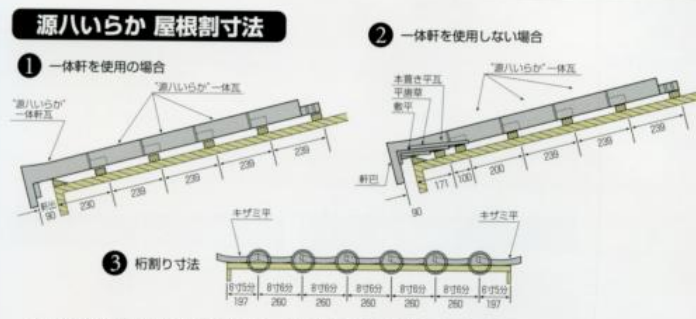 源八いらか 屋根割寸法
1 一体軒を使用の場合
"源八いらか"一体瓦
"源八いらか"
一体軒瓦
軒出
90
230
239
239
239
239
2 一体軒を使用しない場合
"源八いらか"一体瓦
本葺き平瓦
平唐草
敷平
軒巴
90
171
100
200
239
239
239
3 桁割り寸法
キザミ平
キザミ平
6寸5分 8寸6分 8寸6分 8寸6分 8寸6分 8寸6分 6寸5分
197 260 260 260 260 260 197